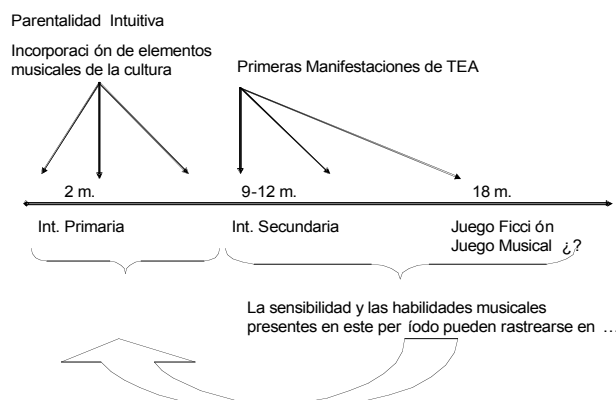 Parentalidad Intuitiva
Incorporaci ón de elementos
musicales de la cultura
Primeras Manifestaciones de TEA
2 m.
9-12 m.
18 m.
Int. Primaria
Int. Secundaria
Juego Ficci ón
Juego Musical ¿?
La sensibilidad y las habilidades musicales
presentes en este per íodo pueden rastrearse en …